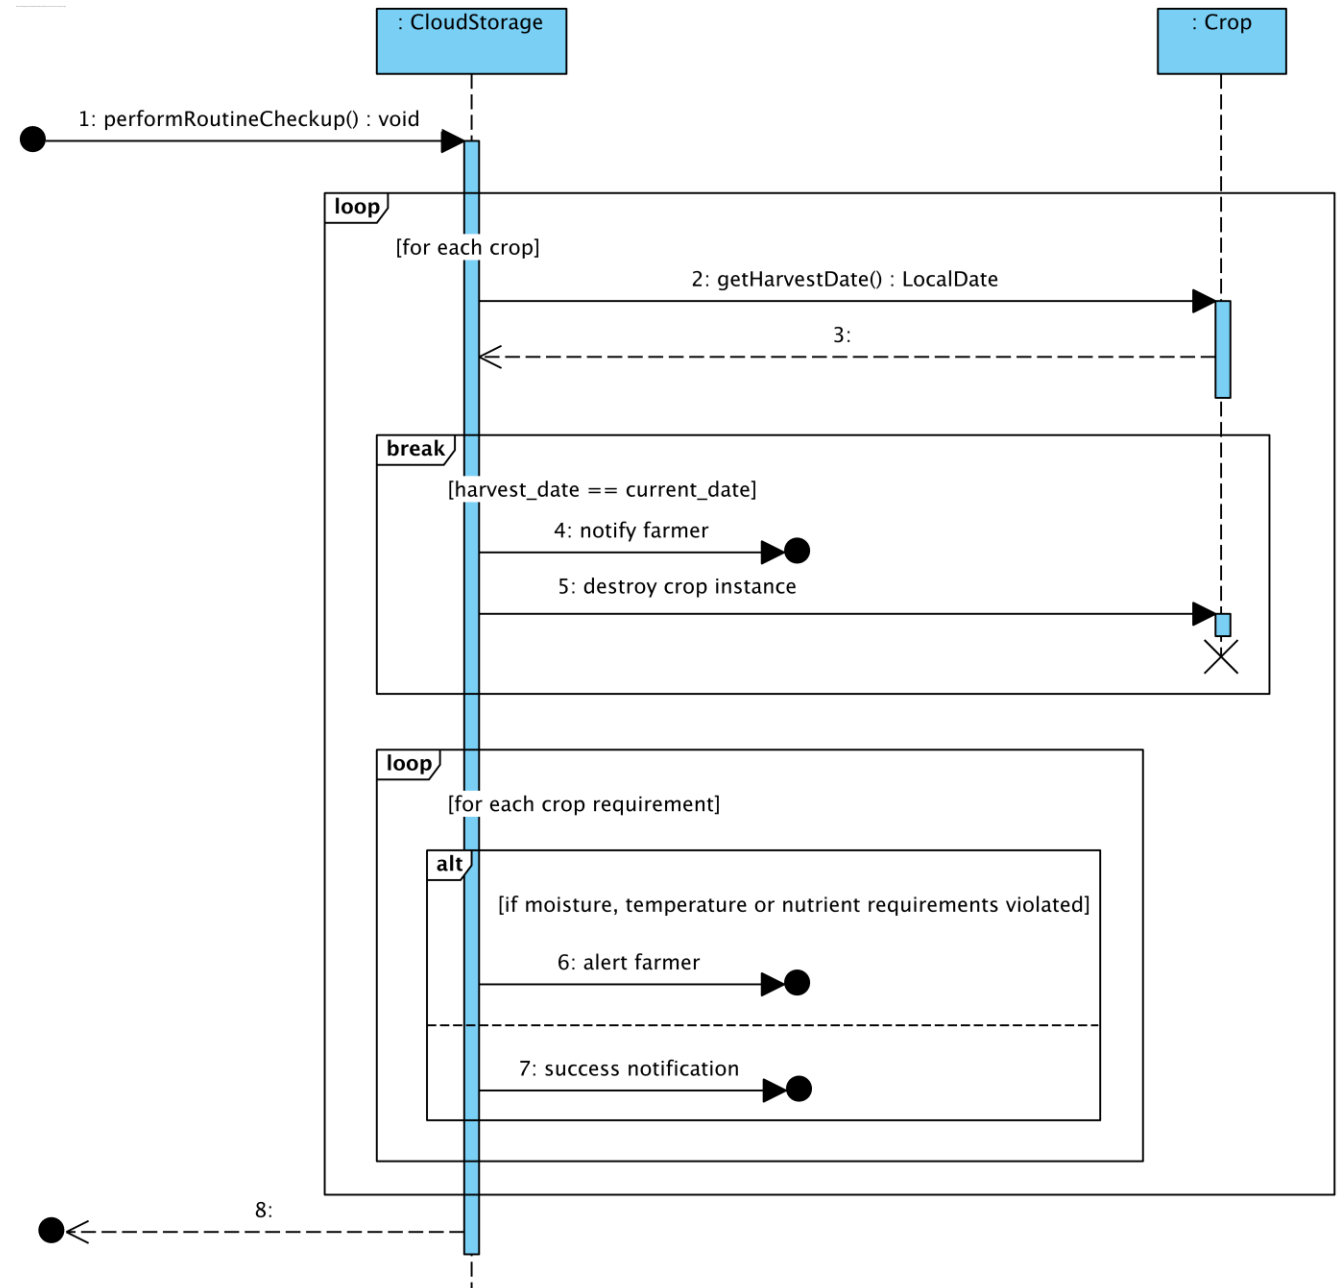 : CloudStorage
: Crop
1: performRoutineCheckup() : void
loop
[for each crop]
2: getHarvestDate() : LocalDate
3:
break
[harvest_date == current_date]
4: notify farmer
5: destroy crop instance
loop
[for each crop requirement]
alt
[if moisture, temperature or nutrient requirements violated]
6: alert farmer
7: success notification
8: